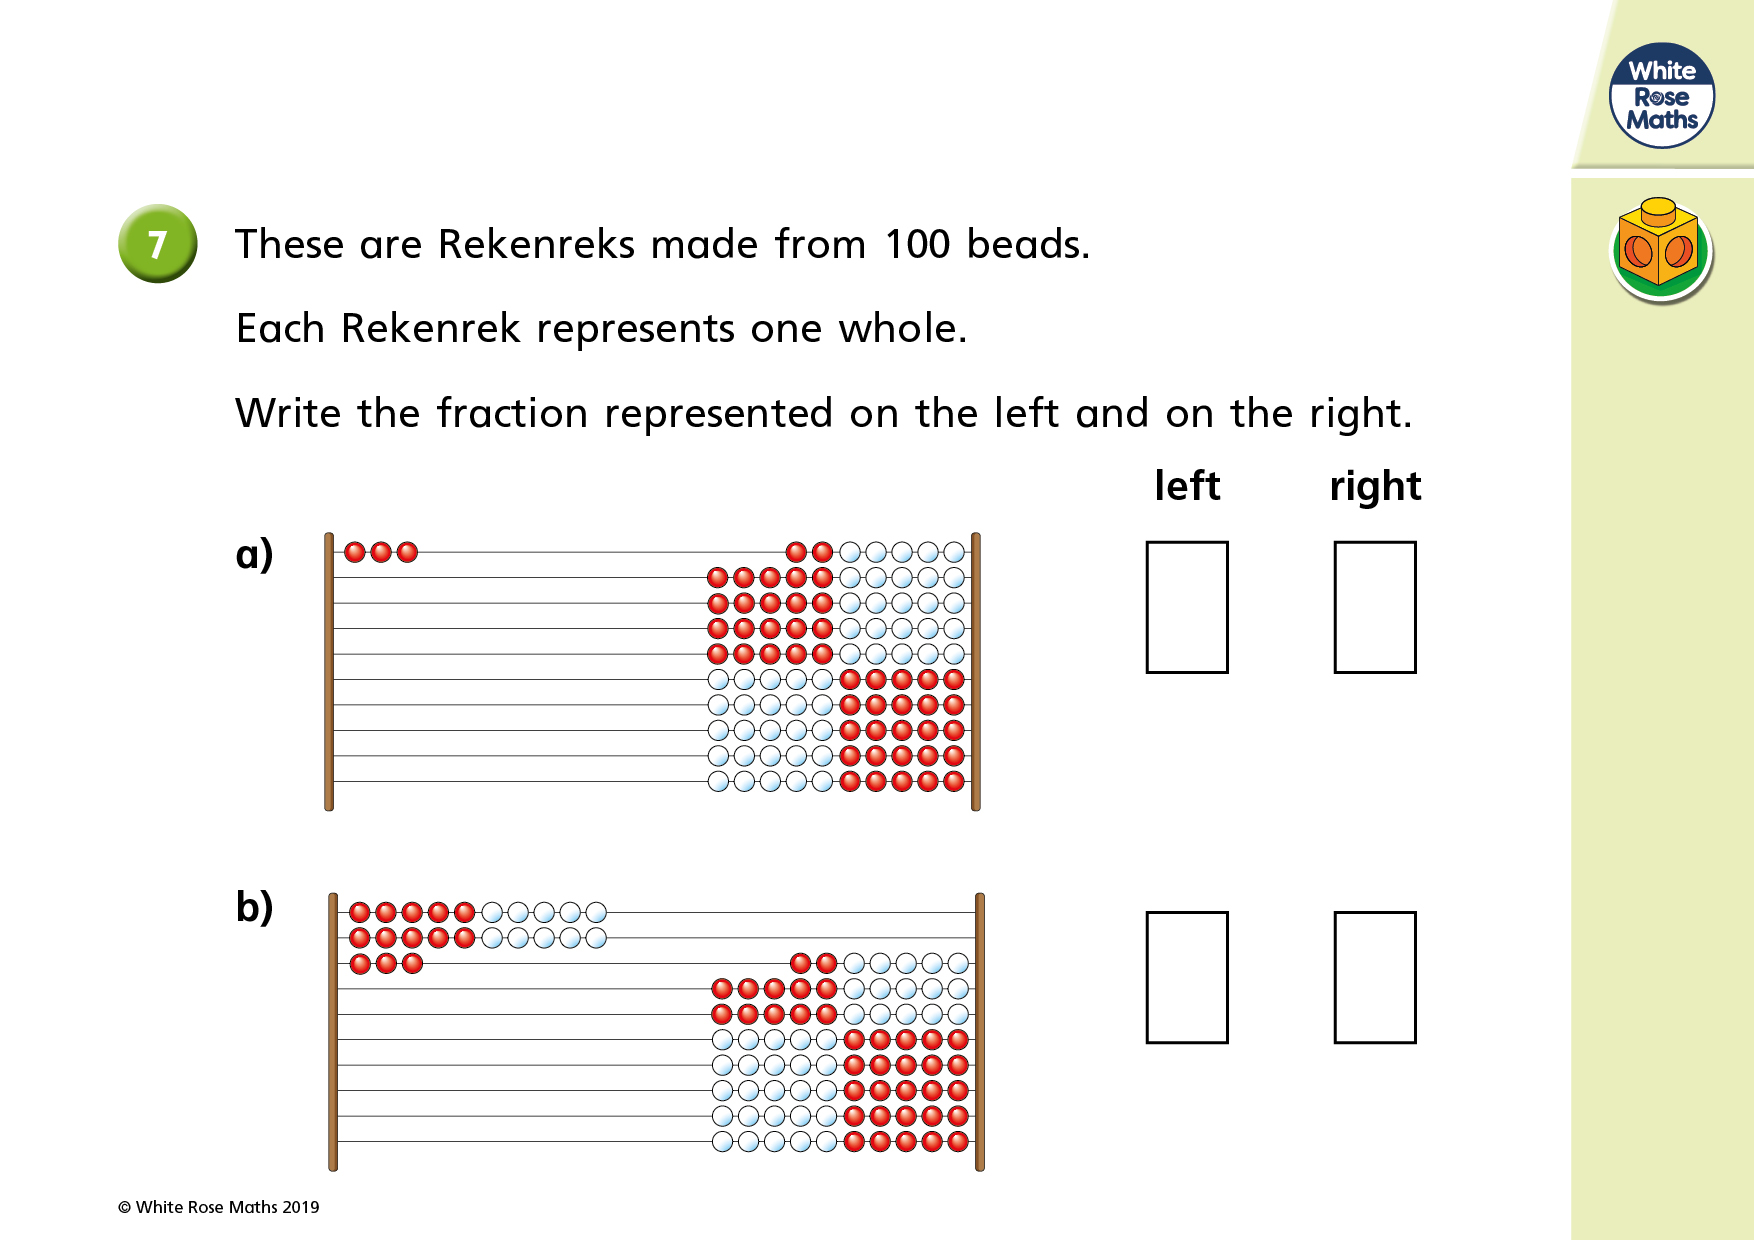 White
Rose
Maths
7 These are Rekenreks made from 100 beads.
Each Rekenrek represents one whole.
Write the fraction represented on the left and on the right.
left right
a)
b)
© White Rose Maths 2019